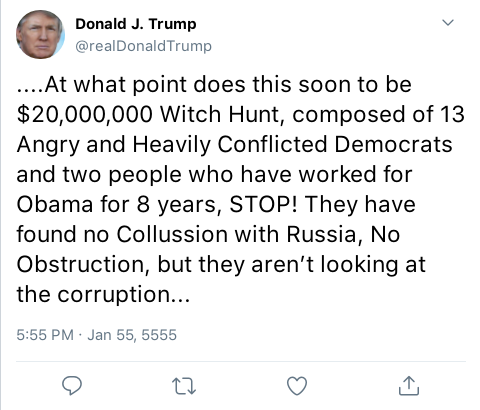 Donald J. Trump
@realDonaldTrump
....At what point does this soon to be
$20,000,000 Witch Hunt, composed of 13
Angry and Heavily Conflicted Democrats
and two people who have worked for
Obama for 8 years, STOP! They have
found no Collussion with Russia, No
Obstruction, but they aren’t looking at
the corruption...
5:55 PM · Jan 55, 5555